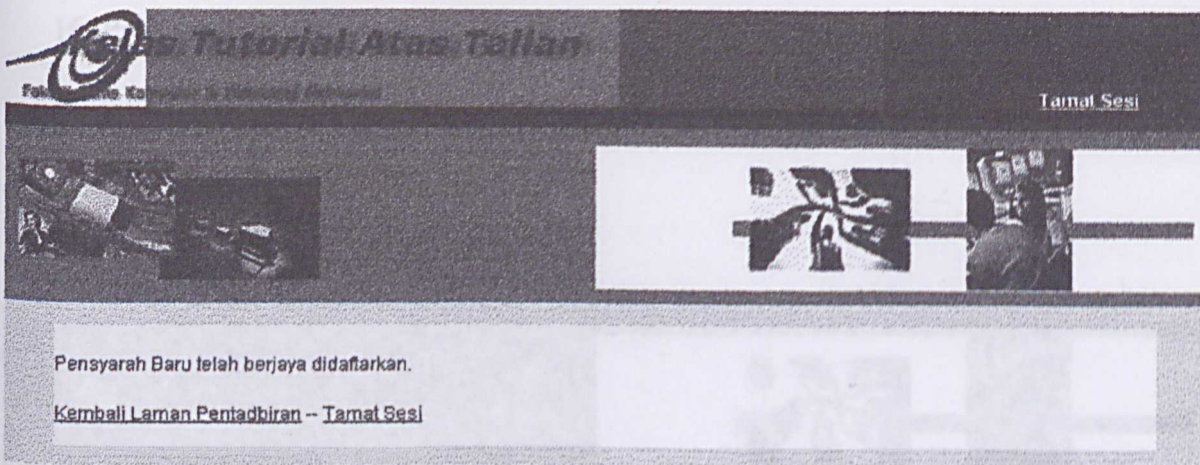 Kelas Tutorial Atas Talian
Tamat Sesi
Pensyarah Baru telah berjaya didaftarkan.
Kembali Laman Pentadbiran -- Tamat Sesi